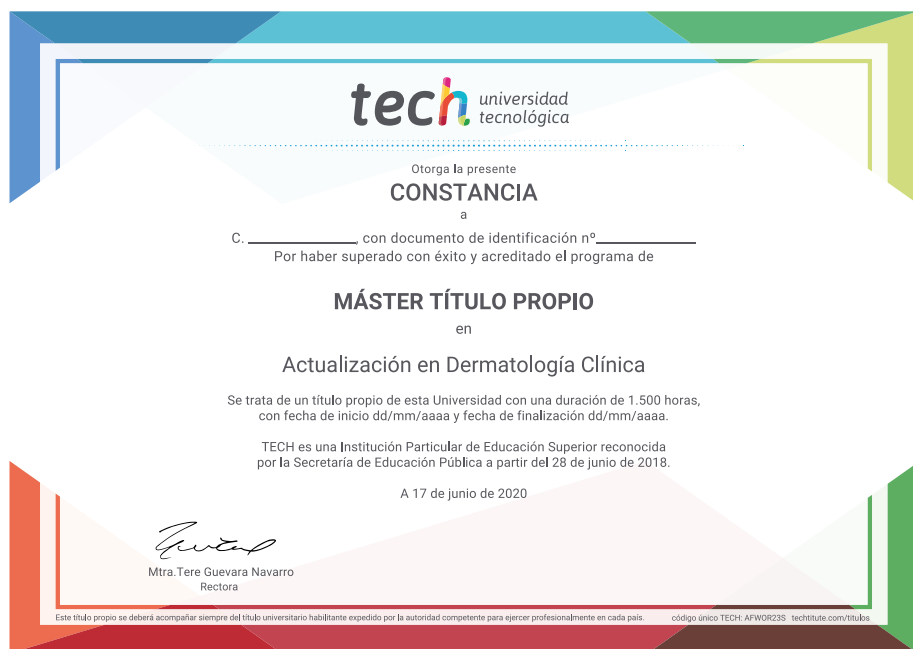 tech universidad
tecnológica
Otorga la presente
CONSTANCIA
a
C. ____________, con documento de identificación nº___________
Por haber superado con éxito y acreditado el programa de
MÁSTER TÍTULO PROPIO
en
Actualización en Dermatología Clínica
Se trata de un título propio de esta Universidad con una duración de 1.500 horas,
con fecha de inicio dd/mm/aaaa y fecha de finalización dd/mm/aaaa.
TECH es una Institución Particular de Educación Superior reconocida
por la Secretaría de Educación Pública a partir del 28 de junio de 2018.
A 17 de junio de 2020
Mtra.Tere Guevara Navarro
Rectora
Este título propio se deberá acompañar siempre del título universitario habilitante expedido por la autoridad competente para ejercer profesionalmente en cada país. código único TECH: AFWOR23S techtitute.com/titulos